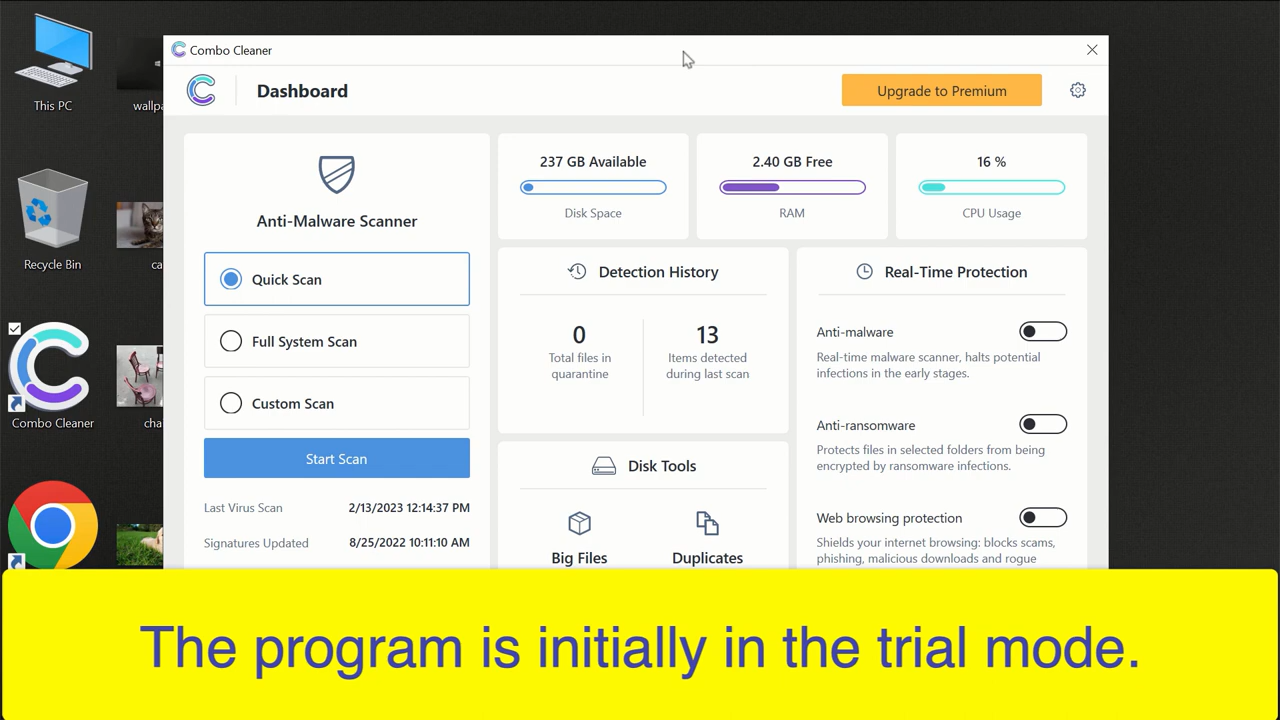 This PC
wallpa
Recycle Bin
ca
Combo Cleaner
cha
Combo Cleaner
Dashboard
Upgrade to Premium
Anti-Malware Scanner
Quick Scan
Full System Scan
Custom Scan
Start Scan
Last Virus Scan 2/13/2023 12:14:37 PM
Signatures Updated 8/25/2022 10:11:10 AM
237 GB Available
Disk Space
2.40 GB Free
RAM
16 %
CPU Usage
Detection History
0
Total files in
quarantine
13
Items detected
during last scan
Disk Tools
Big Files
Duplicates
Real-Time Protection
Anti-malware
Real-time malware scanner, halts potential
infections in the early stages.
Anti-ransomware
Protects files in selected folders from being
encrypted by ransomware infections.
Web browsing protection
Shields your internet browsing: blocks scams,
phishing, malicious downloads and rogue
The program is initially in the trial mode.